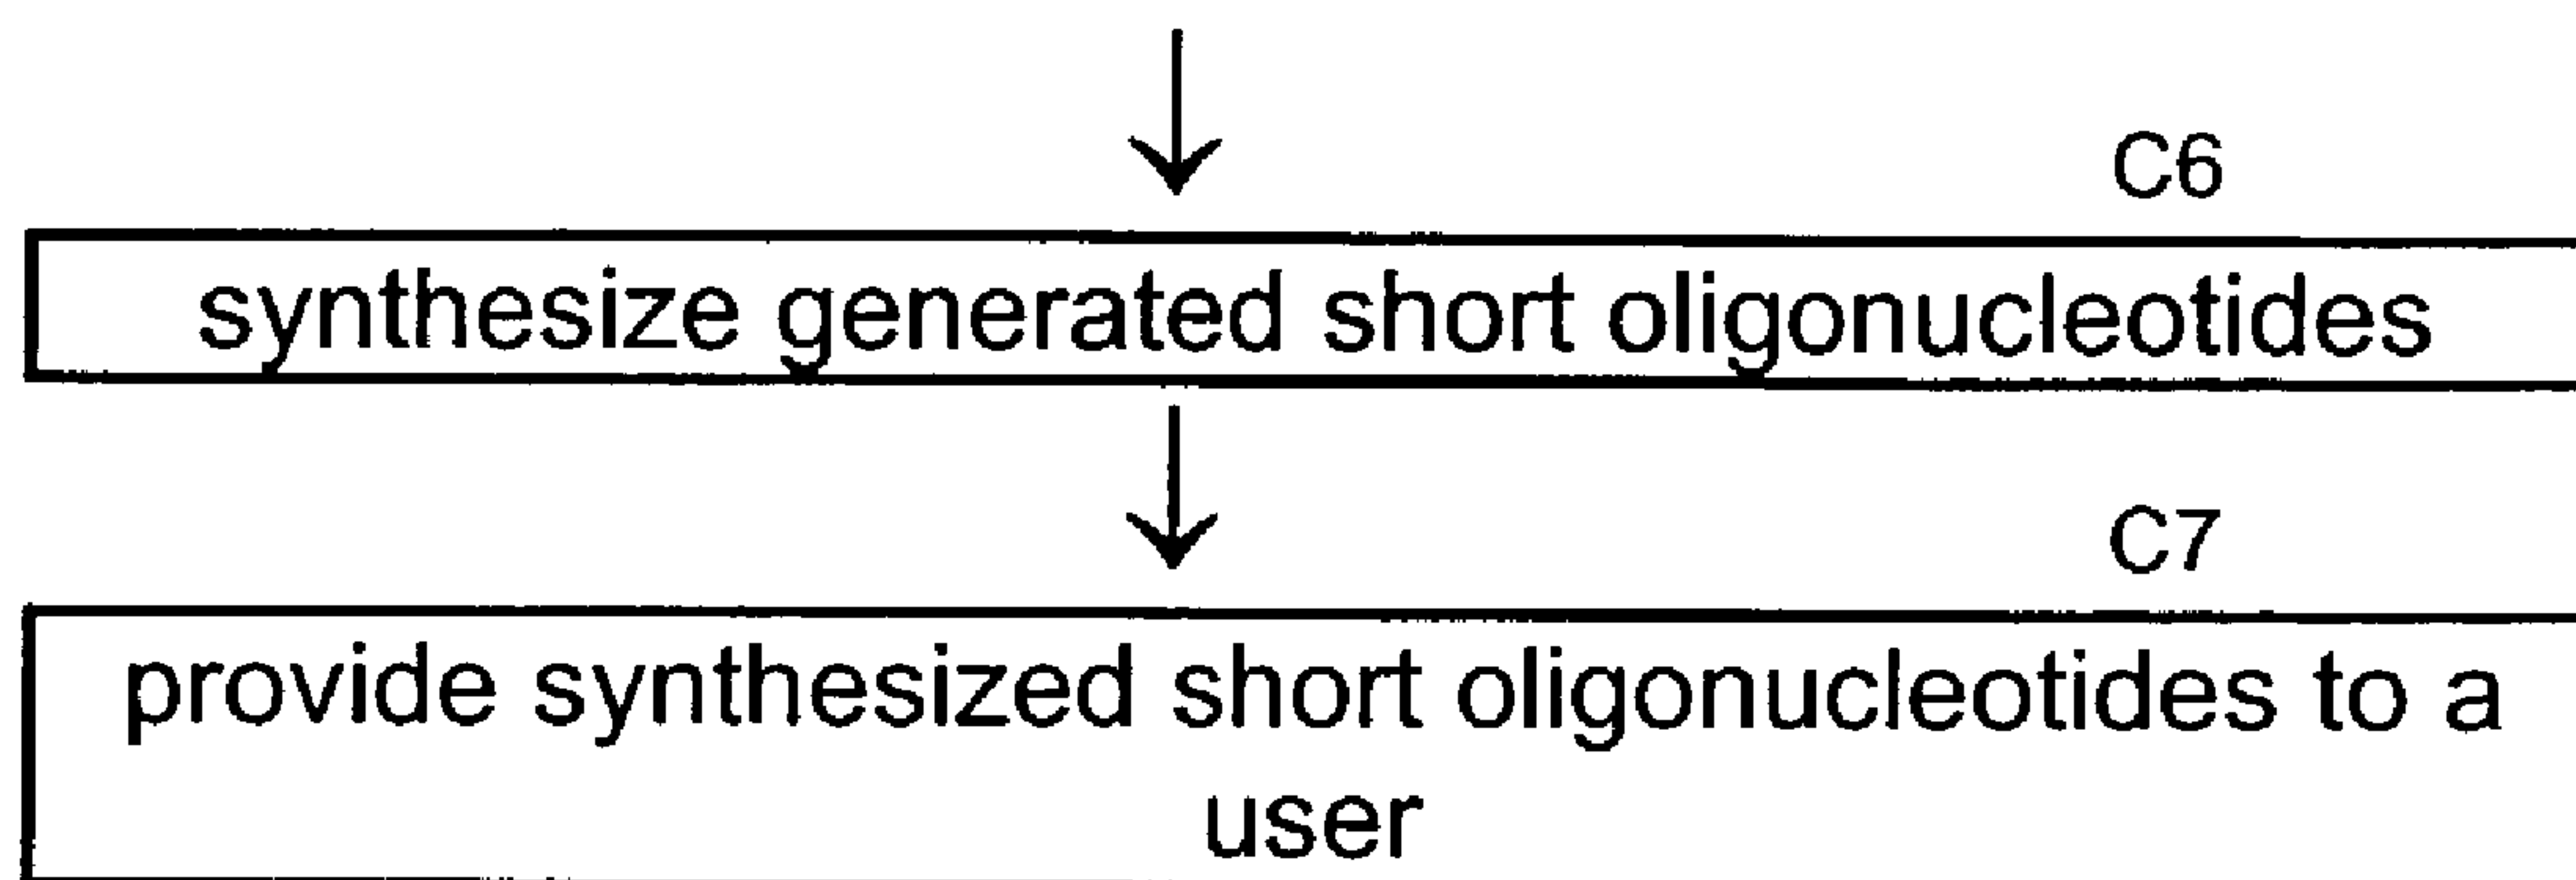 C6
synthesize generated short oligonucleotides
C7
provide synthesized short oligonucleotides to a
user